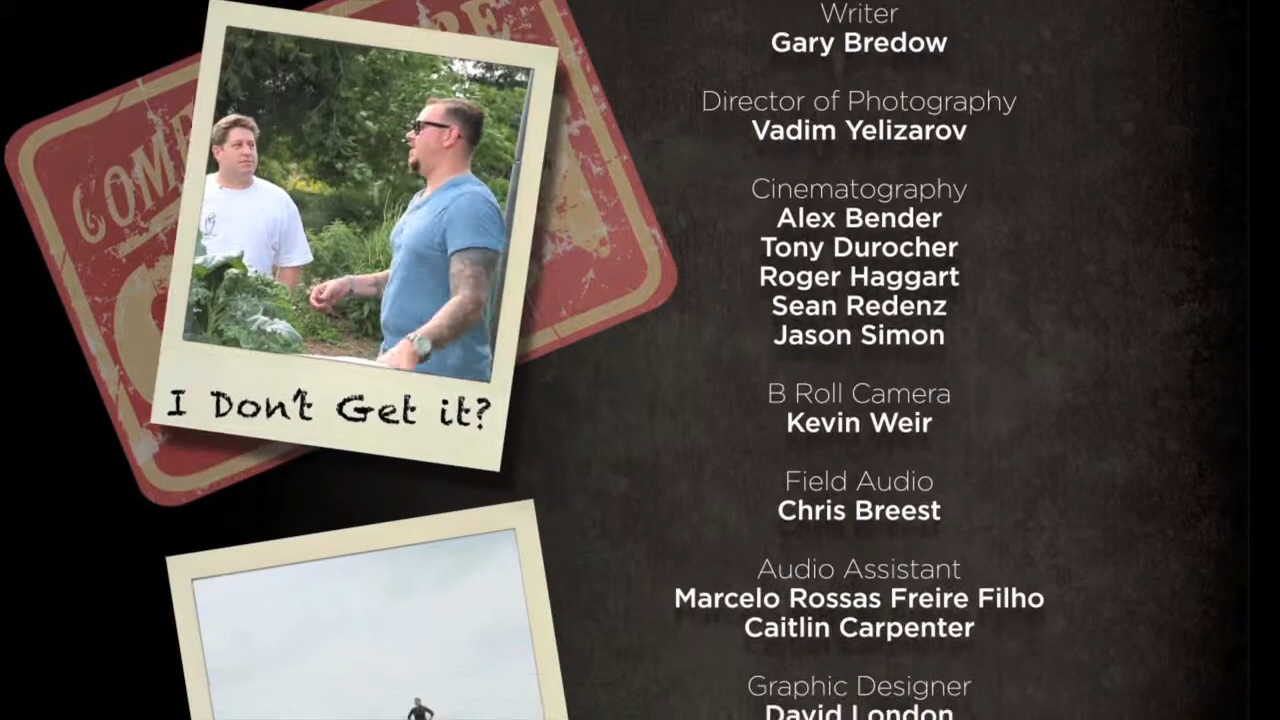 COM
I Don't Get it?
Writer
Gary Bredow
Director of Photography
Vadim Yelizarov
Cinematography
Alex Bender
Tony Durocher
Roger Haggart
Sean Redenz
Jason Simon
B Roll Camera
Kevin Weir
Field Audio
Chris Breest
Audio Assistant
Marcelo Rossas Freire Filho
Caitlin Carpenter
Graphic Designer
David London